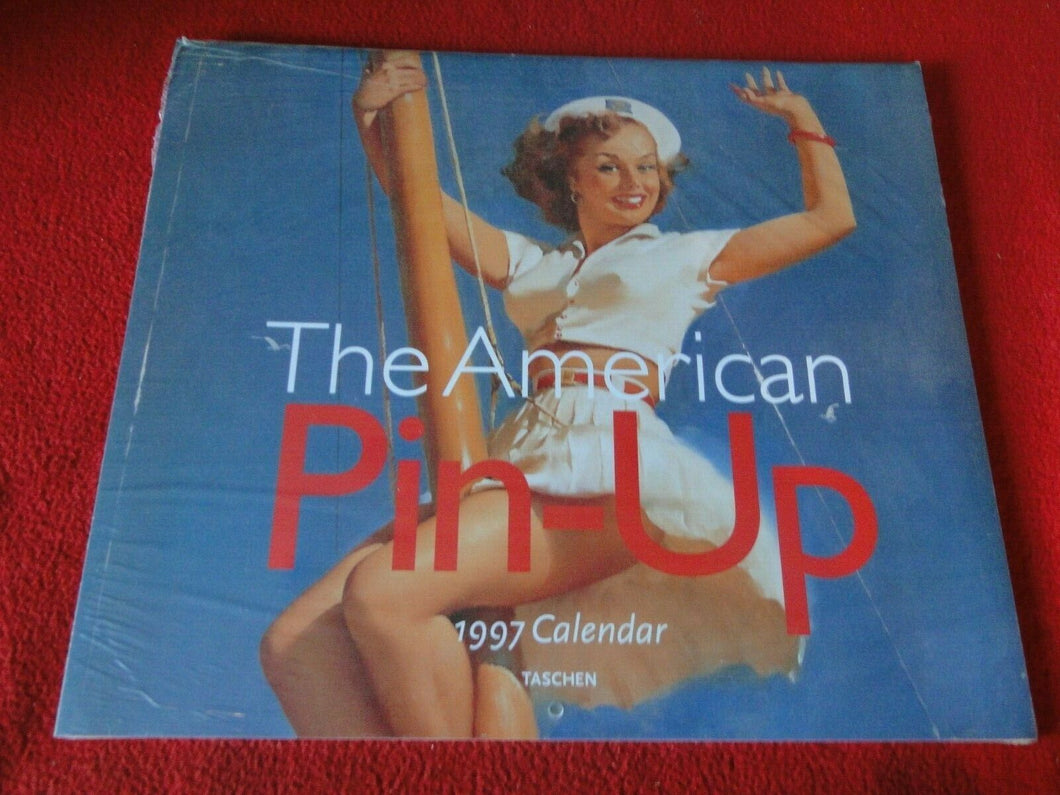 The American
Pin-Up
1997 Calendar
TASCHEN